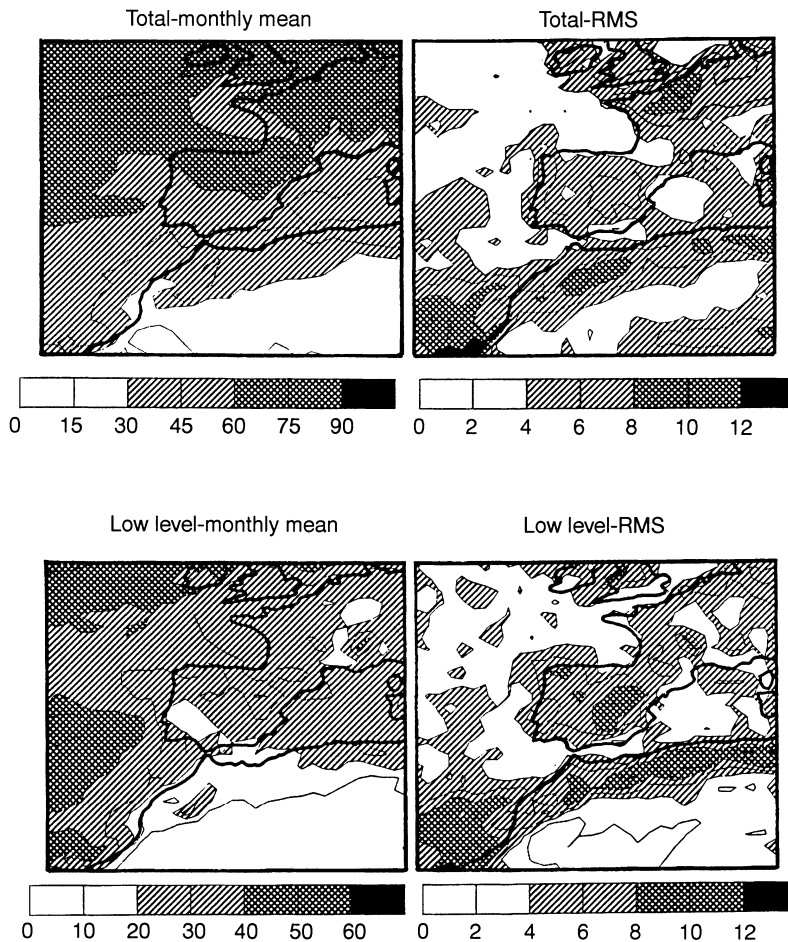 Total-monthly mean
Total-RMS
0 15 30 45 60 75 90
0 2 4 6 8 10 12
Low level-monthly mean
Low level-RMS
0 10 20 30 40 50 60
0 2 4 6 8 10 12